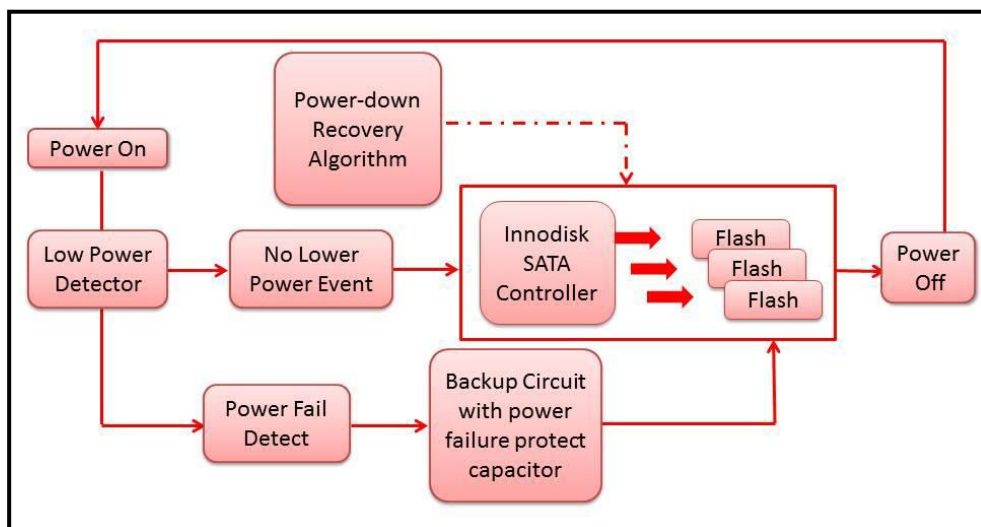 Power-down
Recovery
Algorithm
Power On
Low Power
Detector
No Lower
Power Event
Innodisk
SATA
Controller
Flash
Flash
Flash
Power
Off
Power Fail
Detect
Backup Circuit
with power
failure protect
capacitor